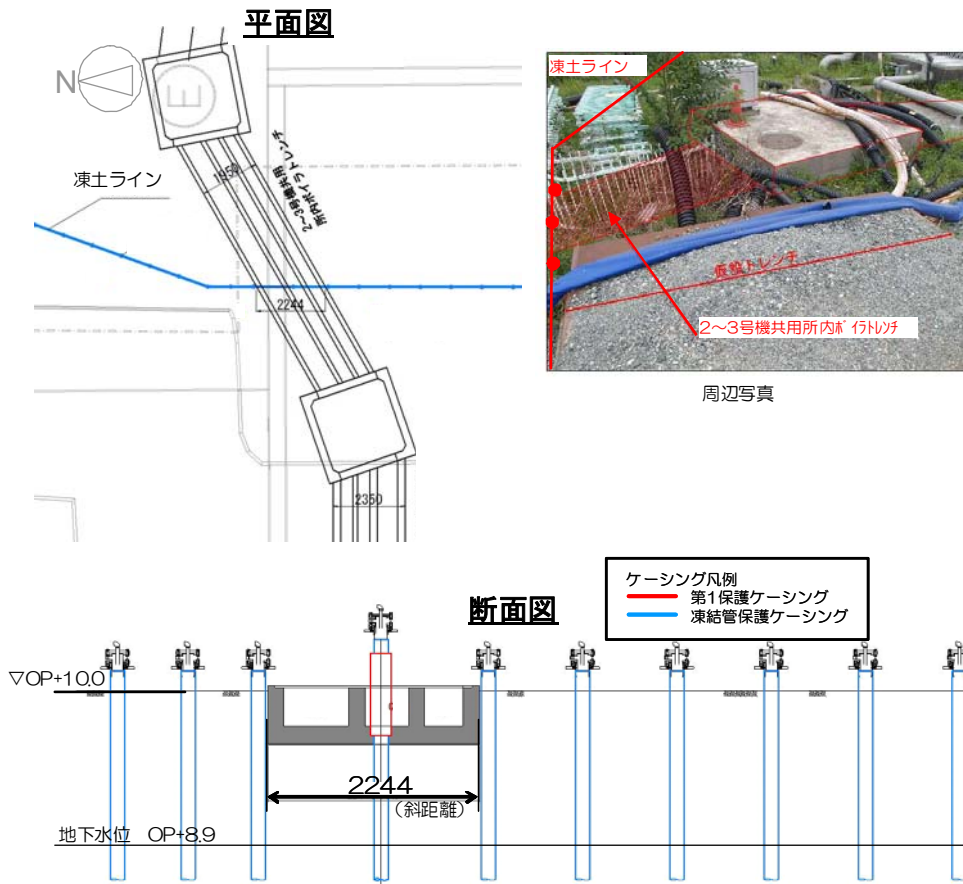 平面図
N
E
凍土ライン
1950
2~3号機共用
所内ボイラトレンチ
2244
2350
凍土ライン
仮設トレンチ
2~3号機共用所内ボイラトレンチ
周辺写真
断面図
ケーシング凡例
第1保護ケーシング
凍結管保護ケーシング
▽OP+10.0
2244
(斜距離)
地下水位 OP+8.9